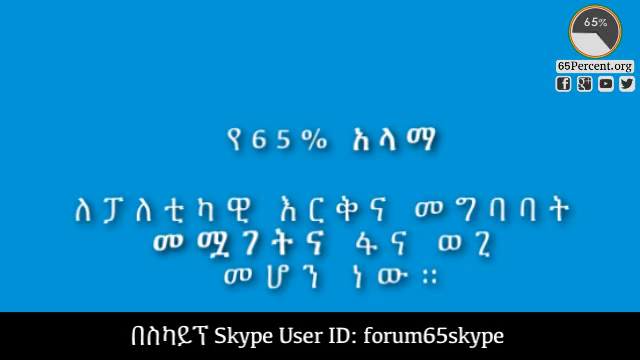 65%
65Percent.org
የ65% አላማ
ለፓለቲካዊ እርቅና መግባባት
መሟገትና ፋና ወጊ
መሆን ነው።
በስካይፕ Skype User ID: forum65skype